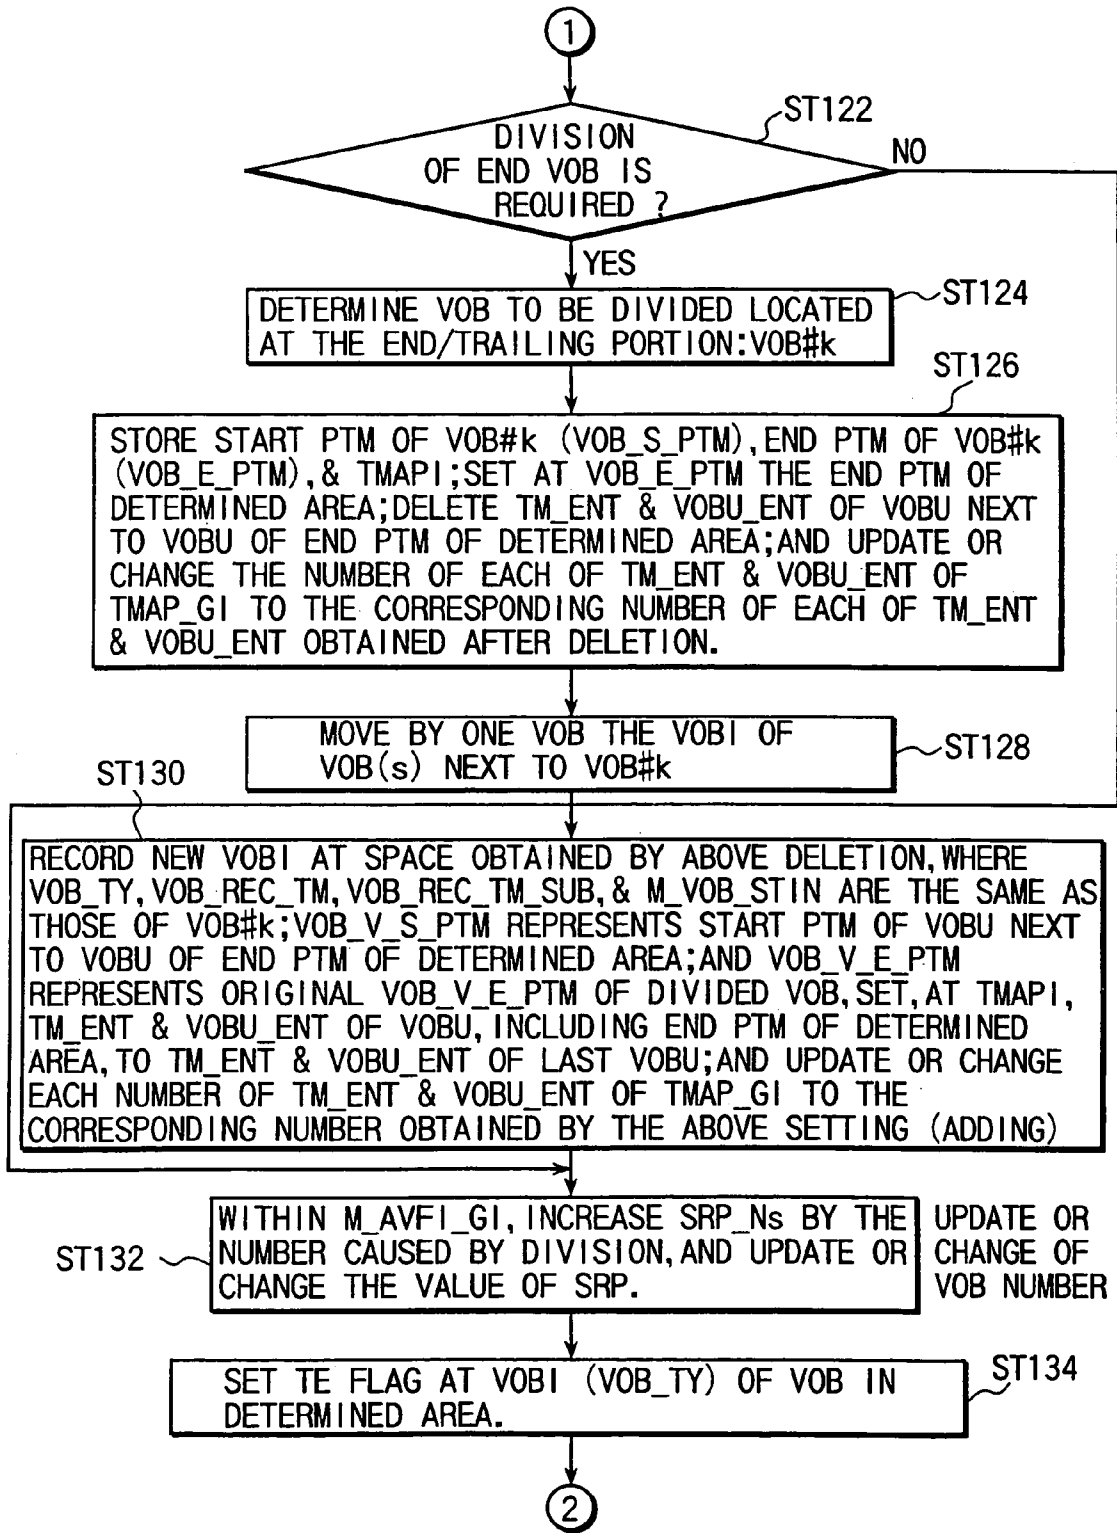 1
ST122
DIVISION
OF END VOB IS
REQUIRED ?
NO
YES
ST124
DETERMINE VOB TO BE DIVIDED LOCATED
AT THE END/TRAILING PORTION:VOB#k
ST126
STORE START PTM OF VOB#k (VOB_S_PTM), END PTM OF VOB#k
(VOB_E_PTM), & TMAPI;SET AT VOB_E_PTM THE END PTM OF
DETERMINED AREA;DELETE TM_ENT & VOBU_ENT OF VOBU NEXT
TO VOBU OF END PTM OF DETERMINED AREA;AND UPDATE OR
CHANGE THE NUMBER OF EACH OF TM_ENT & VOBU_ENT OF
TMAP_GI TO THE CORRESPONDING NUMBER OF EACH OF TM_ENT
& VOBU_ENT OBTAINED AFTER DELETION.
MOVE BY ONE VOB THE VOBI OF
VOB(s) NEXT TO VOB#k
ST128
ST130
RECORD NEW VOBI AT SPACE OBTAINED BY ABOVE DELETION, WHERE
VOB_TY, VOB_REC_TM, VOB_REC_TM_SUB, & M_VOB_STIN ARE THE SAME AS
THOSE OF VOB#k;VOB_V_S_PTM REPRESENTS START PTM OF VOBU NEXT
TO VOBU OF END PTM OF DETERMINED AREA;AND VOB_V_E_PTM
REPRESENTS ORIGINAL VOB_V_E_PTM OF DIVIDED VOB, SET, AT TMAPI,
TM_ENT & VOBU_ENT OF VOBU, INCLUDING END PTM OF DETERMINED
AREA, TO TM_ENT & VOBU_ENT OF LAST VOBU;AND UPDATE OR CHANGE
EACH NUMBER OF TM_ENT & VOBU_ENT OF TMAP_GI TO THE
CORRESPONDING NUMBER OBTAINED BY THE ABOVE SETTING (ADDING)
ST132
WITHIN M_AVFI_GI, INCREASE SRP_Ns BY THE
NUMBER CAUSED BY DIVISION, AND UPDATE OR
CHANGE THE VALUE OF SRP.
UPDATE OR
CHANGE OF
VOB NUMBER
ST134
SET TE FLAG AT VOBI (VOB_TY) OF VOB IN
DETERMINED AREA.
2